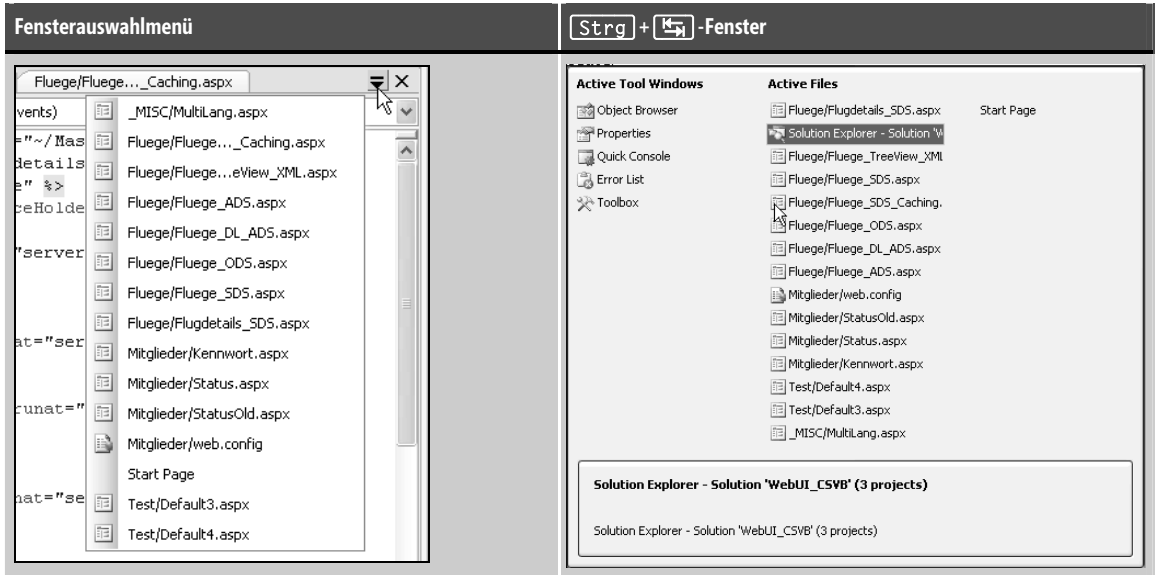 Fensterauswahlmenü
Strg + -Fenster
Fluege/Fluege..._Caching.aspx
vents)
="~/Mas
details
e" %>
ceHolde
"server
at="ser
runat="
nat="se
_MISC/MultiLang.aspx
Fluege/Fluege..._Caching.aspx
Fluege/Fluege...eView_XML.aspx
Fluege/Fluege_ADS.aspx
Fluege/Fluege_DL_ADS.aspx
Fluege/Fluege_ODS.aspx
Fluege/Fluege_SDS.aspx
Fluege/Flugdetails_SDS.aspx
Mitglieder/Kennwort.aspx
Mitglieder/Status.aspx
Mitglieder/StatusOld.aspx
Mitglieder/web.config
Start Page
Test/Default3.aspx
Test/Default4.aspx
Active Tool Windows
Object Browser
Properties
Quick Console
Error List
Toolbox
Active Files
Fluege/Flugdetails_SDS.aspx
Solution Explorer - Solution 'W
Fluege/Fluege_TreeView_XML
Fluege/Fluege_SDS.aspx
Fluege/Fluege_SDS_Caching.
Fluege/Fluege_ODS.aspx
Fluege/Fluege_DL_ADS.aspx
Fluege/Fluege_ADS.aspx
Mitglieder/web.config
Mitglieder/StatusOld.aspx
Mitglieder/Status.aspx
Mitglieder/Kennwort.aspx
Test/Default4.aspx
Test/Default3.aspx
_MISC/MultiLang.aspx
Start Page
Solution Explorer - Solution 'WebUI_CSVB' (3 projects)
Solution Explorer - Solution 'WebUI_CSVB' (3 projects)